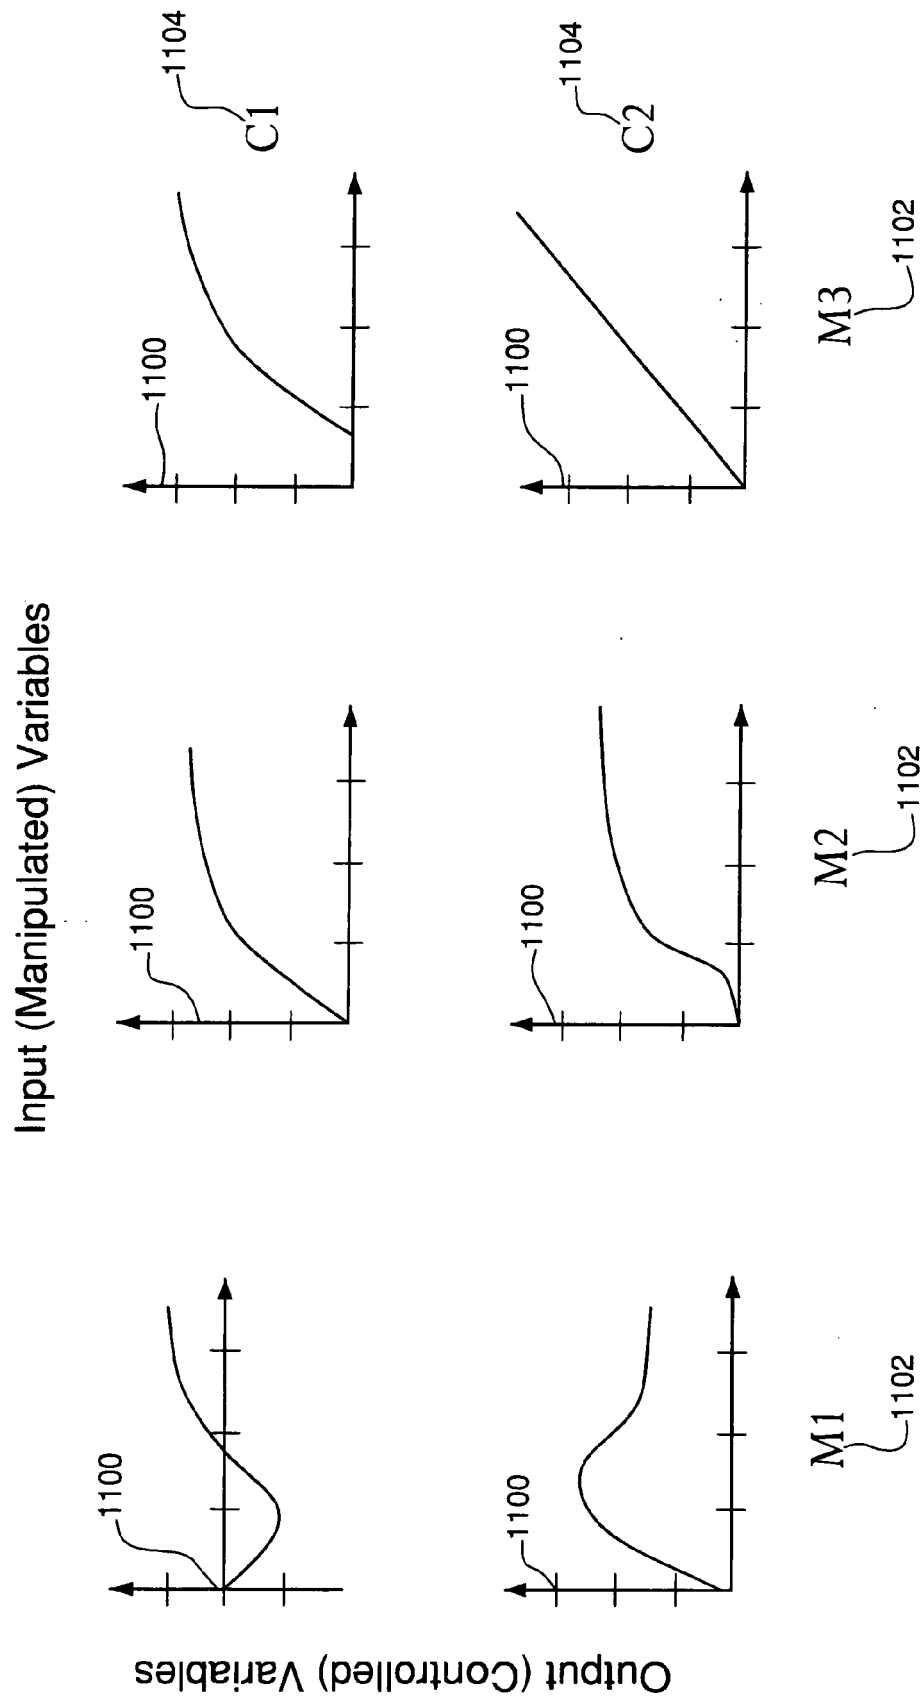 Input (Manipulated) Variables
Output (Controlled) Variables
1100
1100
1100
C1
1104
1100
1100
1100
C2
1104
M1
1102
M2
1102
M3
1102